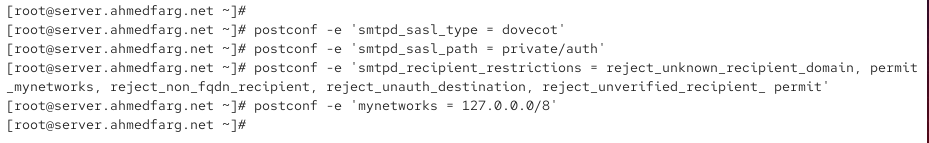 [root@server.ahmedfarg.net ~]#
[root@server.ahmedfarg.net ~]# postconf -e 'smtpd_sasl_type = dovecot'
[root@server.ahmedfarg.net ~]# postconf -e 'smtpd_sasl_path = private/auth'
[root@server.ahmedfarg.net ~]# postconf -e 'smtpd_recipient_restrictions = reject_unknown_recipient_domain, permit
_mynetworks, reject_non_fqdn_recipient, reject_unauth_destination, reject_unverified_recipient_ permit'
[root@server.ahmedfarg.net ~]# postconf -e 'mynetworks = 127.0.0.0/8'
[root@server.ahmedfarg.net ~]#